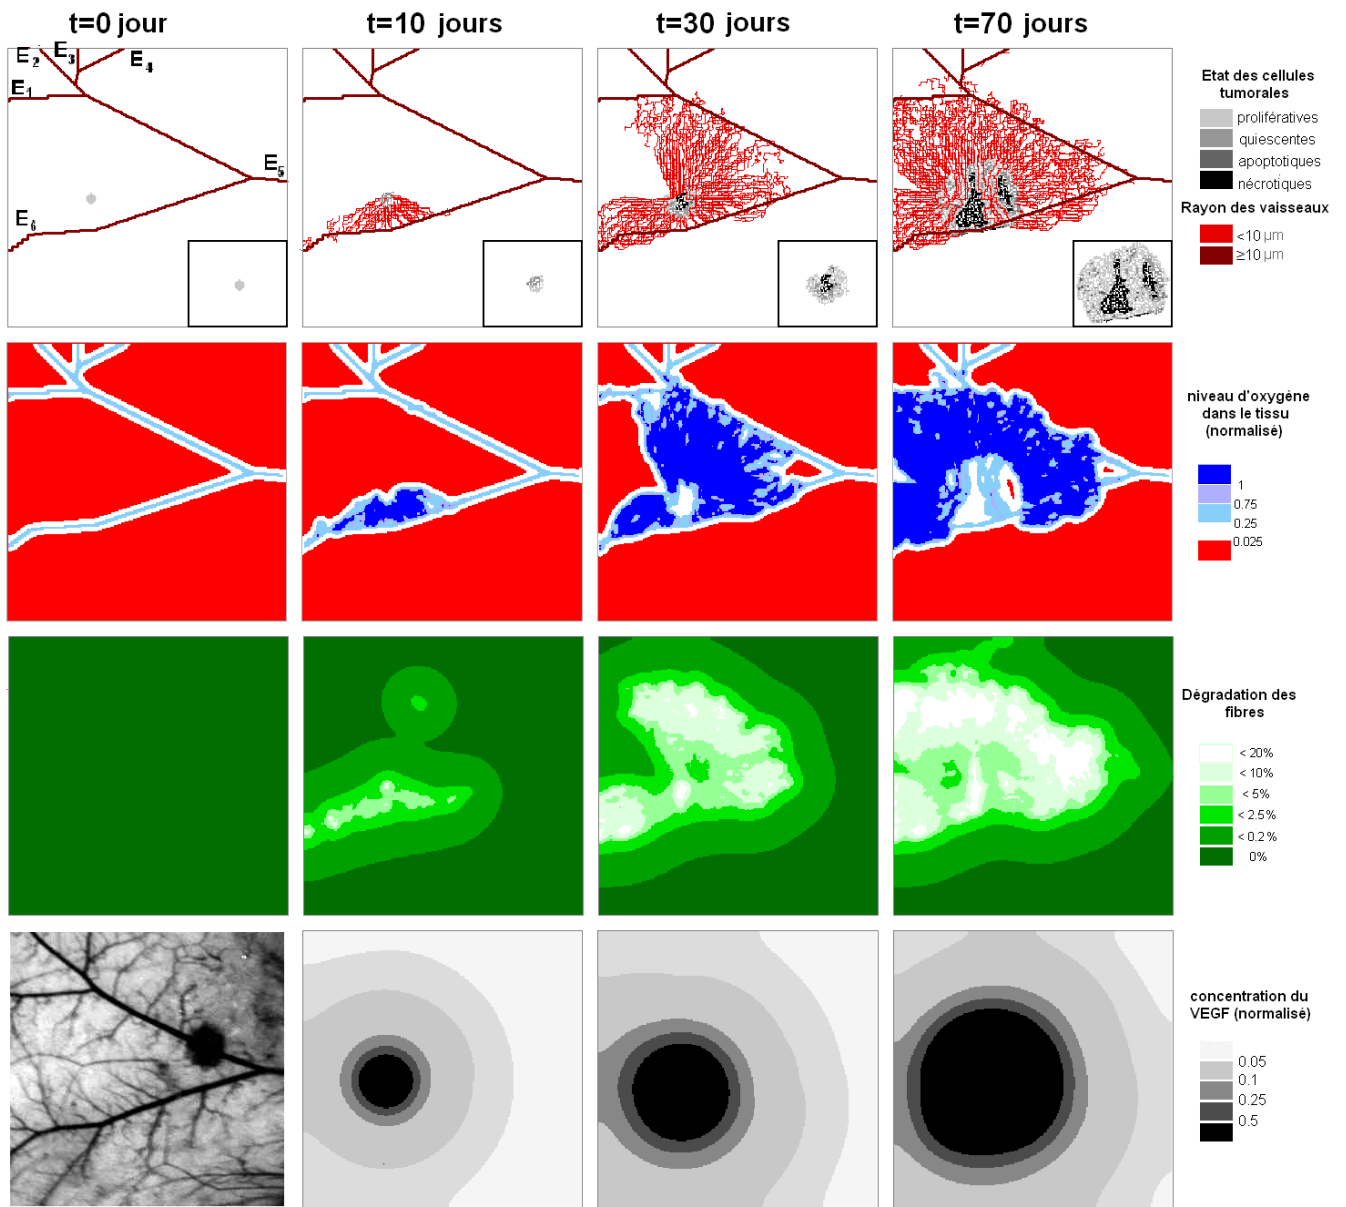 t=0 jour
t=10 jours
t=30 jours
t=70 jours
E2
E3
E4
E1
E5
E6
Etat des cellules
tumorales
prolifératives
quiescentes
apoptotiques
nécrotiques
Rayon des vaisseaux
<10 µm
≥10 µm
niveau d'oxygène
dans le tissu
(normalisé)
1
0.75
0.25
0.025
Dégradation des
fibres
< 20%
< 10%
< 5%
< 2.5%
< 0.2%
0%
concentration du
VEGF (normalisé)
0.05
0.1
0.25
0.5